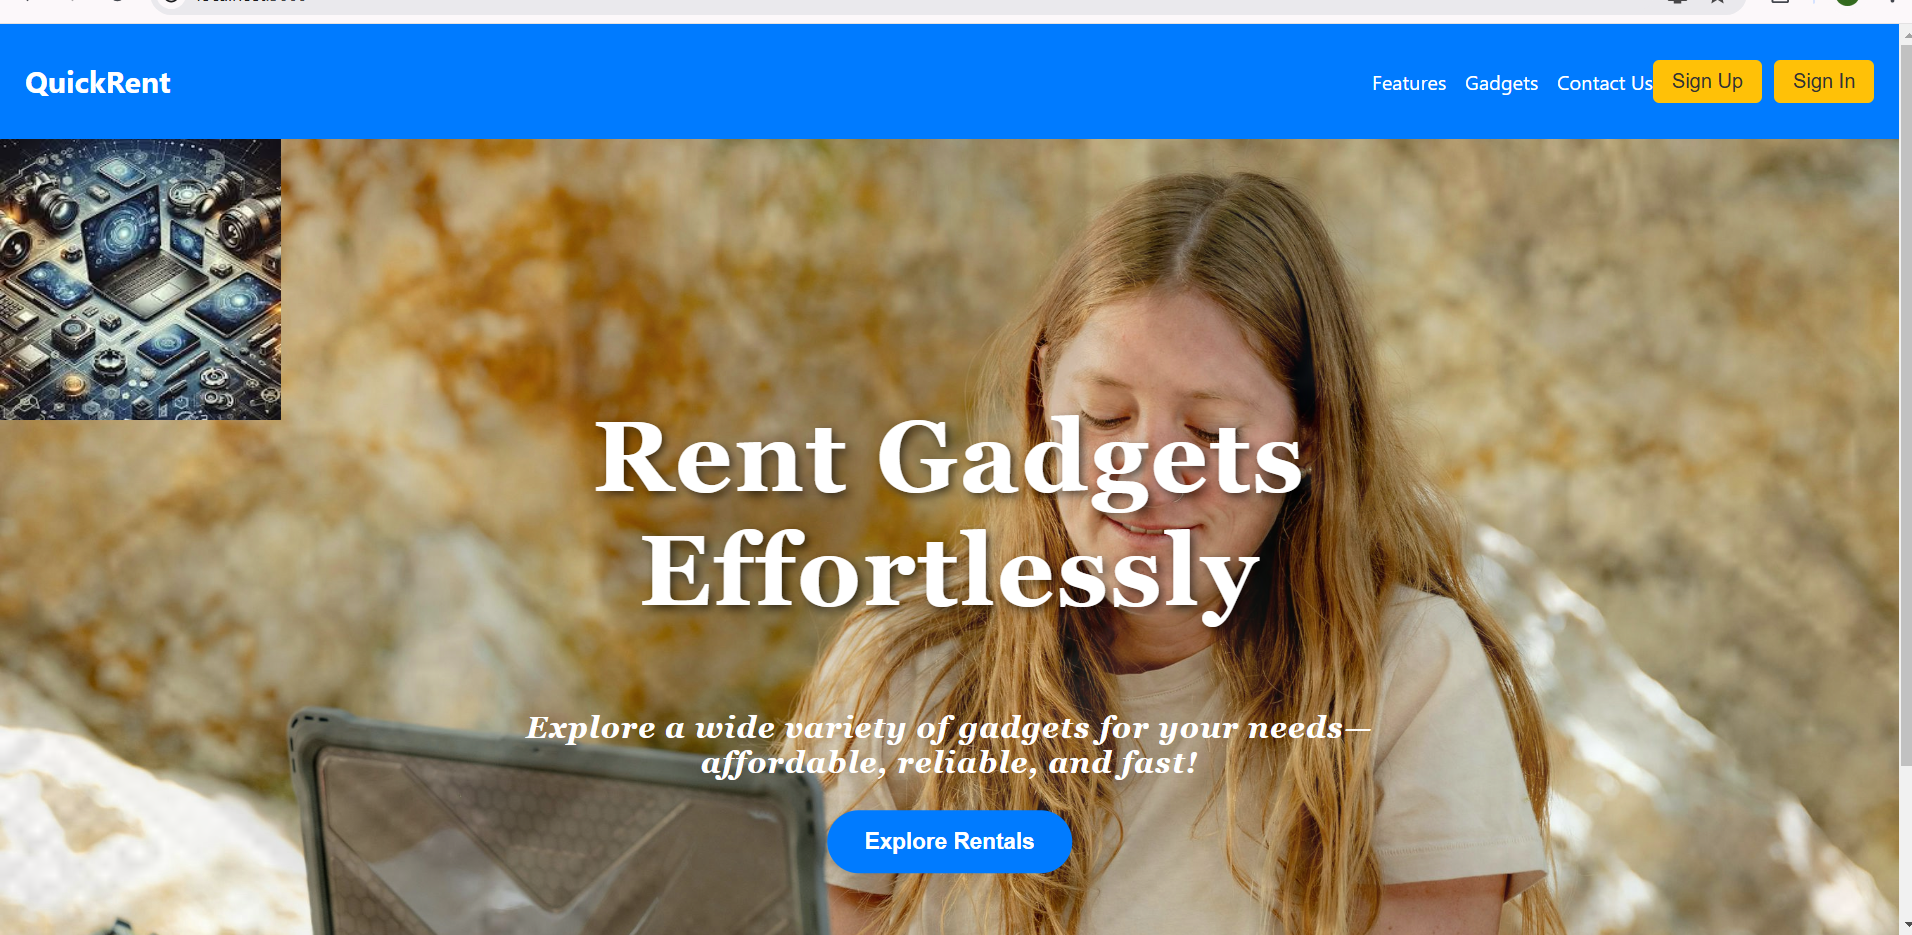 QuickRent
Features Gadgets Contact Us Sign Up Sign In
Rent Gadgets
Effortlessly
Explore a wide variety of gadgets for your needs—
affordable, reliable, and fast!
Explore Rentals